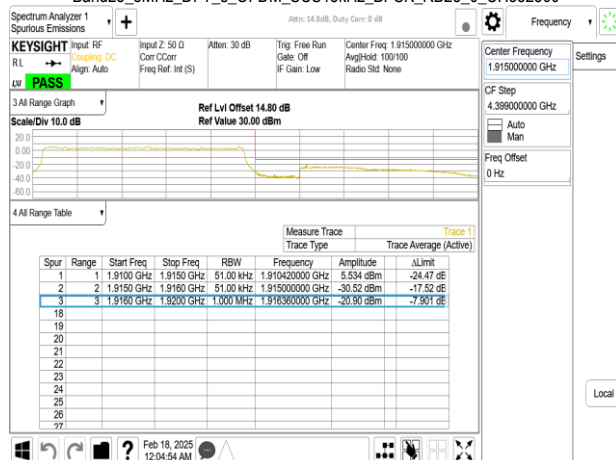 Spectrum Analyzer 1
Spurious Emissions
Attn: 14.8dB, Duty Corr: 0 dB
Frequency
KEYSIGHT
RL
Input: RF
Coupling: DC
Align: Auto
Input Z: 50 Ω
Corr CCorr
Freq Ref: Int (S)
Atten: 30 dB
Trig: Free Run
Gate: Off
IF Gain: Low
Center Freq: 1.915000000 GHz
Avg|Hold: 100/100
Radio Std: None
PASS
Center Frequency
1.915000000 GHz
Settings
CF Step
4.399000000 GHz
Auto
Man
Freq Offset
0 Hz
3 All Range Graph
Scale/Div 10.0 dB
Ref Lvl Offset 14.80 dB
Ref Value 30.00 dBm
20.0
0.00
-20.0
-40.0
-60.0
4 All Range Table
Measure Trace Trace 1
Trace Type Trace Average (Active)
Spur Range Start Freq Stop Freq RBW Frequency Amplitude ΔLimit
1 1 1.9100 GHz 1.9150 GHz 51.00 kHz 1.910420000 GHz 5.534 dBm -24.47 dB
2 2 1.9150 GHz 1.9160 GHz 51.00 kHz 1.915000000 GHz -30.52 dBm -17.52 dB
3 3 1.9160 GHz 1.9200 GHz 1.000 MHz 1.916360000 GHz -20.90 dBm -7.901 dB
18
19
20
21
22
23
24
25
26
27
Local
Feb 18, 2025
12:04:54 AM